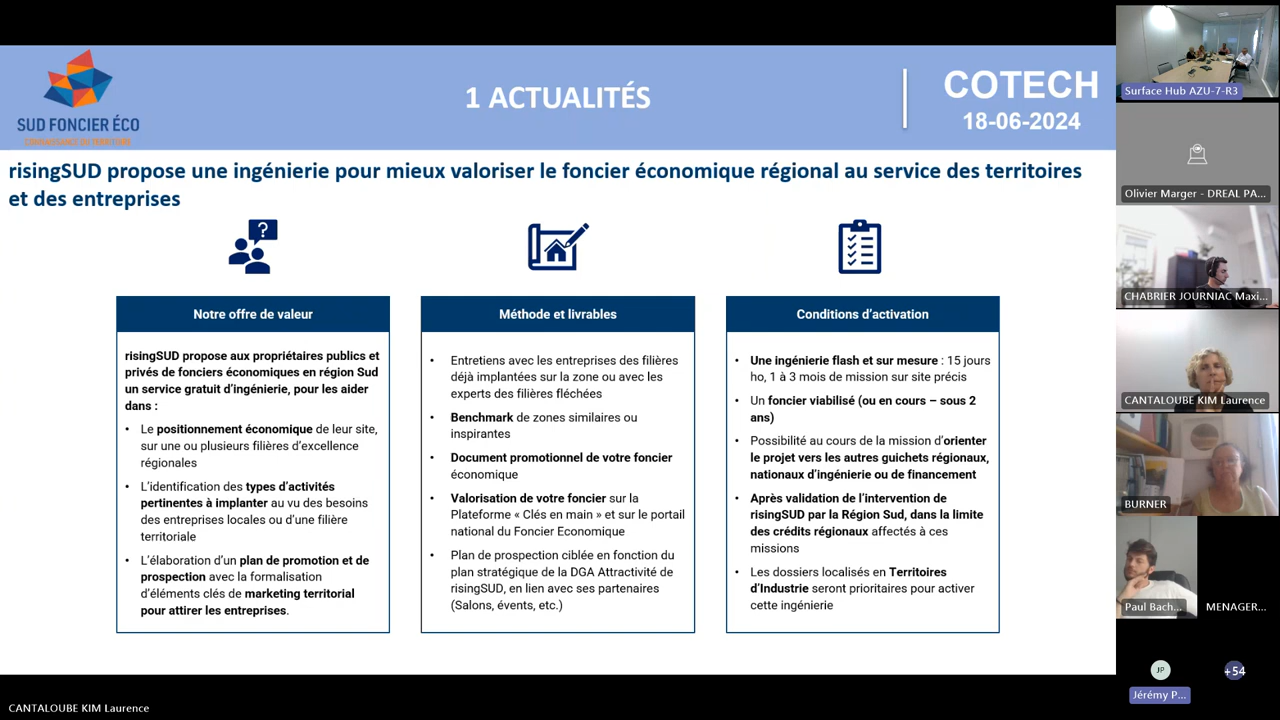 SUD FONCIER ÉCO
CONNAISSANCE DU TERRITOIRE
1 ACTUALITÉS
COTECH
18-06-2024
risingSUD propose une ingénierie pour mieux valoriser le foncier économique régional au service des territoires
et des entreprises
?
Notre offre de valeur
risingSUD propose aux propriétaires publics et
privés de fonciers économiques en région Sud
un service gratuit d'ingénierie, pour les aider
dans :
• Le positionnement économique de leur site,
sur une ou plusieurs filières d'excellence
régionales
• L'identification des types d'activités
pertinentes à implanter au vu des besoins
des entreprises locales ou d'une filière
territoriale
• L'élaboration d'un plan de promotion et de
prospection avec la formalisation
d'éléments clés de marketing territorial
pour attirer les entreprises.
Méthode et livrables
• Entretiens avec les entreprises des filières
déjà implantées sur la zone ou avec les
experts des filières fléchées
• Benchmark de zones similaires ou
inspirantes
• Document promotionnel de votre foncier
économique
• Valorisation de votre foncier sur la
Plateforme « Clés en main » et sur le portail
national du Foncier Economique
• Plan de prospection ciblée en fonction du
plan stratégique de la DGA Attractivité de
risingSUD, en lien avec ses partenaires
(Salons, évents, etc.)
Conditions d'activation
• Une ingénierie flash et sur mesure : 15 jours
ho, 1 à 3 mois de mission sur site précis
• Un foncier viabilisé (ou en cours – sous 2
ans)
• Possibilité au cours de la mission d'orienter
le projet vers les autres guichets régionaux,
nationaux d'ingénierie ou de financement
• Après validation de l'intervention de
risingSUD par la Région Sud, dans la limite
des crédits régionaux affectés à ces
missions
• Les dossiers localisés en Territoires
d'Industrie seront prioritaires pour activer
cette ingénierie
Surface Hub AZU-7-R3
Olivier Marger - DREAL PA...
CHABRIER JOURNIAC Maxi...
CANTALOUBE KIM Laurence
BURNER
Paul Bach...
MENAGER...
JP
+54
Jérémy P...
CANTALOUBE KIM Laurence